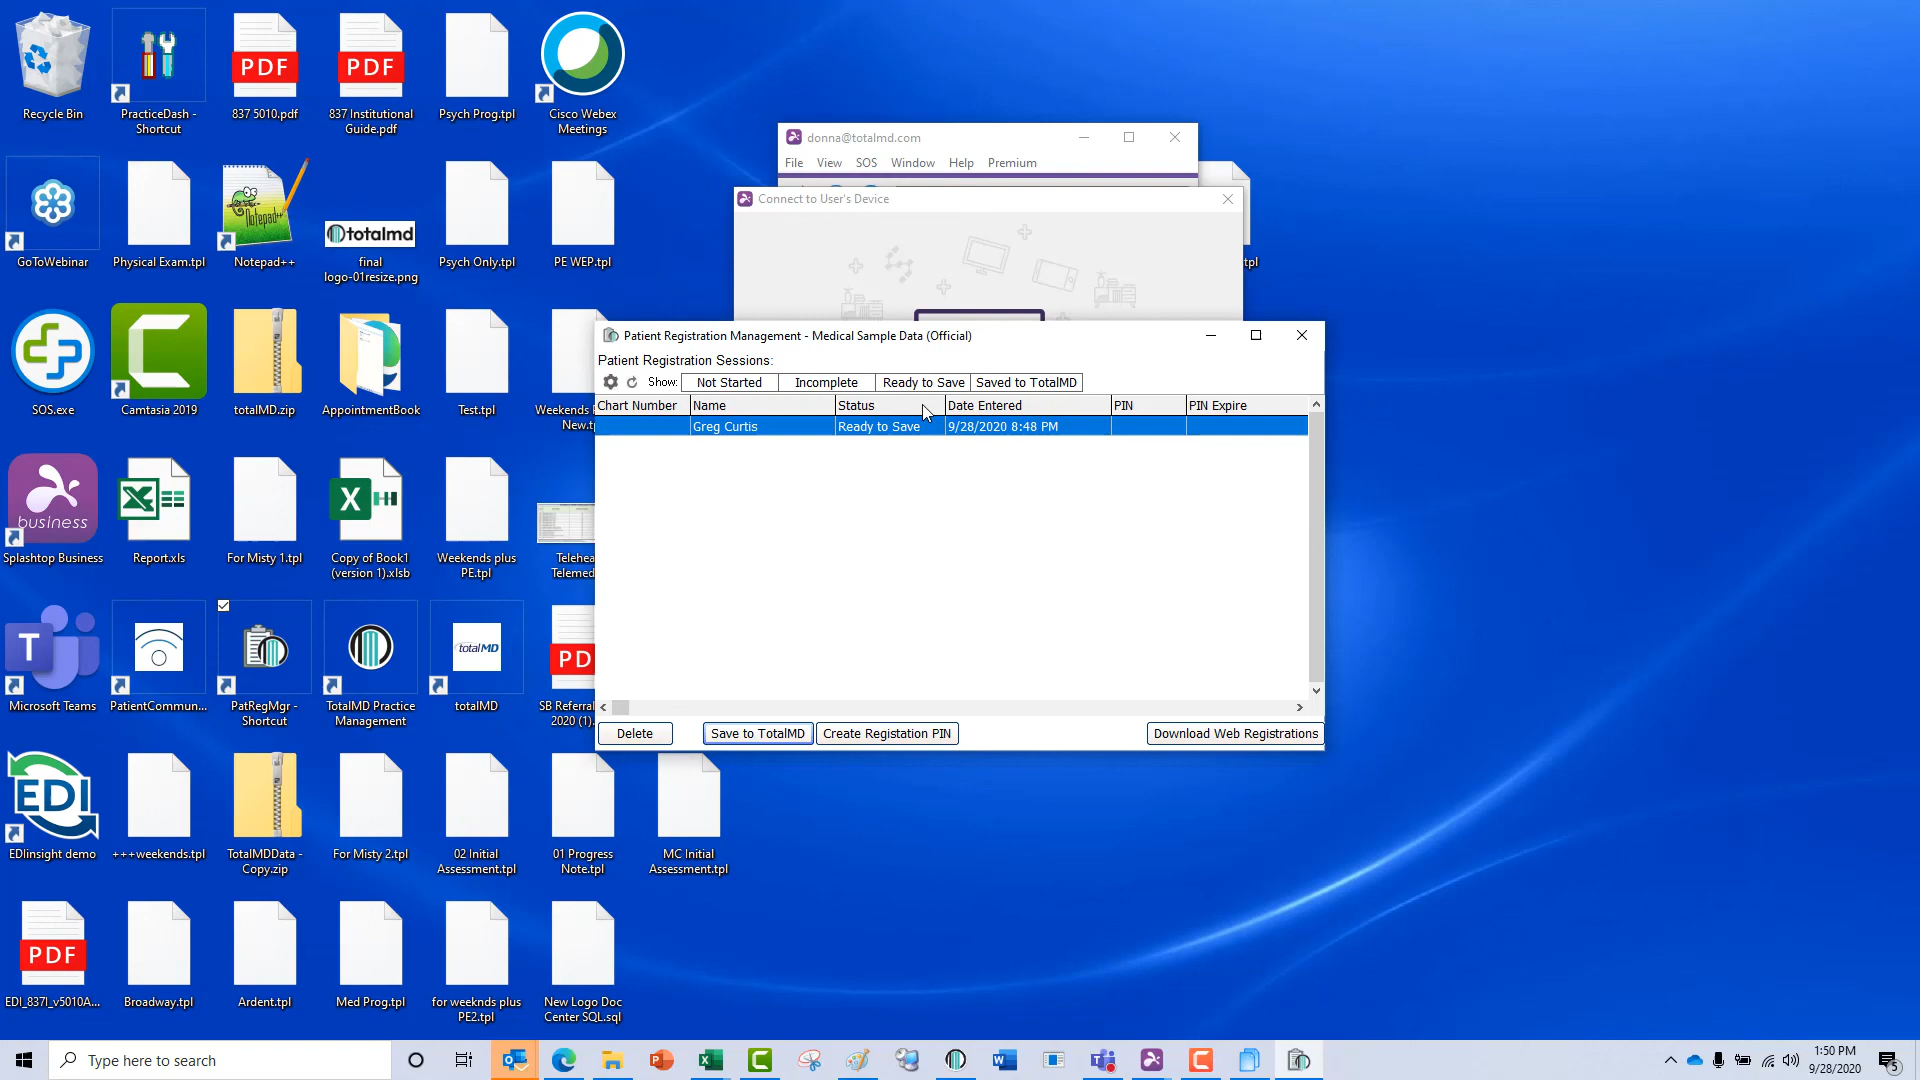 Recycle Bin
PracticeDash -
Shortcut
PDF
837 5010.pdf
PDF
837 Institutional
Guide.pdf
Psych Prog.tpl
Cisco Webex
Meetings
GoToWebinar
Physical Exam.tpl
Notepad++
Notepad++
totalmd
final
logo-01resize.png
Psych Only.tpl
PE WEP.tpl
SOS.exe
Camtasia 2019
totalMD.zip
AppointmentBook
Test.tpl
Weekends
New.tp
business
Splashtop Business
Report.xls
For Misty 1.tpl
Copy of Book1
(version 1).xlsb
Weekends plus
PE.tpl
Telehea
Telemed
Microsoft Teams
PatientCommun...
PatRegMgr -
Shortcut
TotalMD Practice
Management
totalMD
totalMD
PD
SB Referral
2020 (1).
EDI
EDIinsight demo
+++weekends.tpl
TotalMDData -
Copy.zip
For Misty 2.tpl
02 Initial
Assessment.tpl
01 Progress
Note.tpl
MC Initial
Assessment.tpl
PDF
EDI_837I_v5010A...
Broadway.tpl
Ardent.tpl
Med Prog.tpl
for weeknds plus
PE2.tpl
New Logo Doc
Center SQL.sql
donna@totalmd.com
File View SOS Window Help Premium
Connect to User's Device
tpl
Patient Registration Management - Medical Sample Data (Official)
Patient Registration Sessions:
Show: Not Started Incomplete Ready to Save Saved to TotalMD
Chart Number Name Status Date Entered PIN PIN Expire
Greg Curtis Ready to Save 9/28/2020 8:48 PM
Delete Save to TotalMD Create Registation PIN Download Web Registrations
Type here to search
1:50 PM
9/28/2020
5